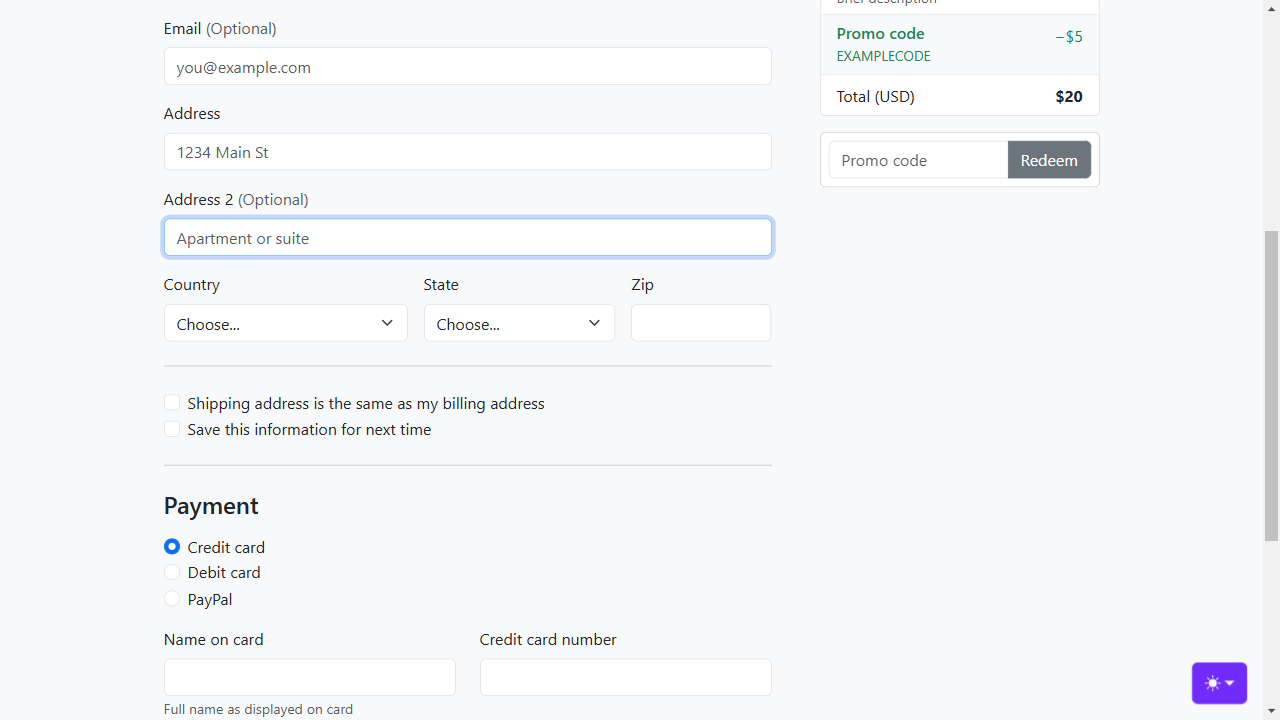 Email (Optional)
you@example.com
Address
1234 Main St
Address 2 (Optional)
Apartment or suite
Country
State
Zip
Choose...
Choose...
Shipping address is the same as my billing address
Save this information for next time
Payment
Credit card
Debit card
PayPal
Name on card
Credit card number
Full name as displayed on card
Brief description
Promo code
−$5
EXAMPLECODE
Total (USD)
$20
Promo code
Redeem